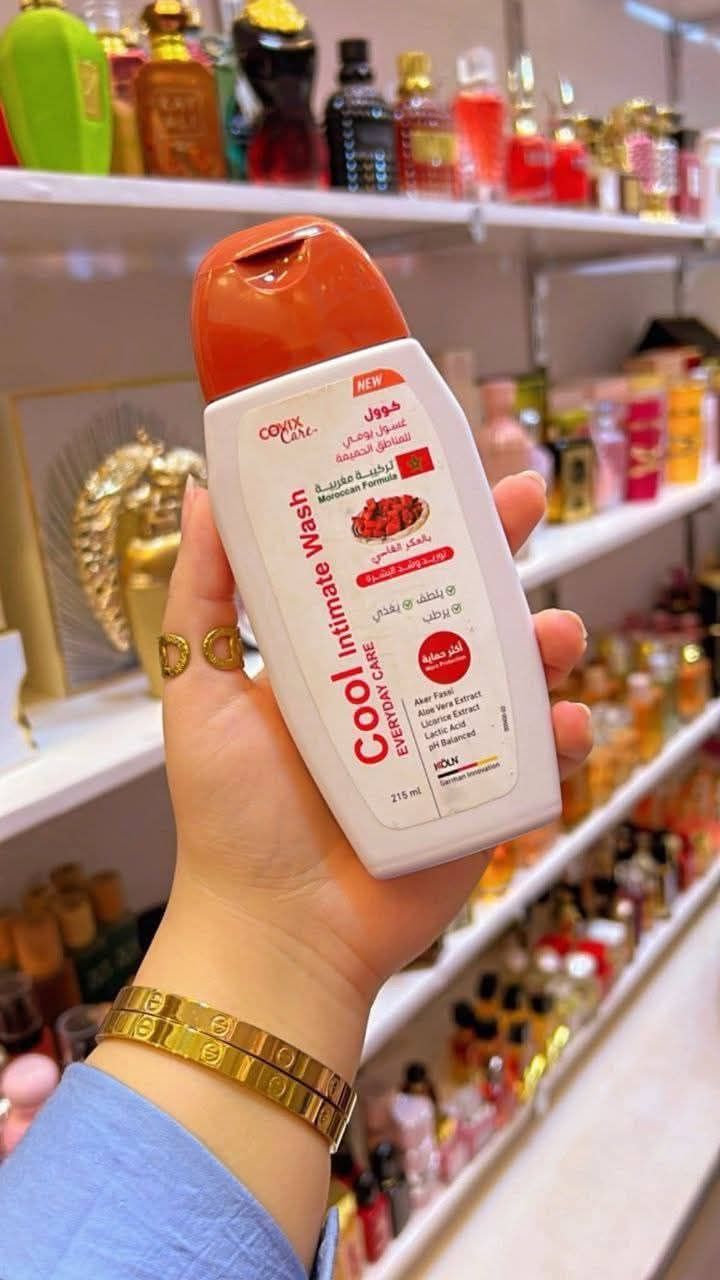 COVIX
Care
NEW
كوول
غسول يومي
للمناطق الحميمة
تركيبة مغربية
Moroccan Formula
بالعكر الفاسي
توريد وشد البشرة
يلطف
يغذي
يرطب
أكثر حماية
More Protection
Cool Intimate Wash
EVERYDAY CARE
Aker Fassi
Aloe Vera Extract
Licorice Extract
Lactic Acid
pH Balanced
KÖLN
German Innovation
215 ml